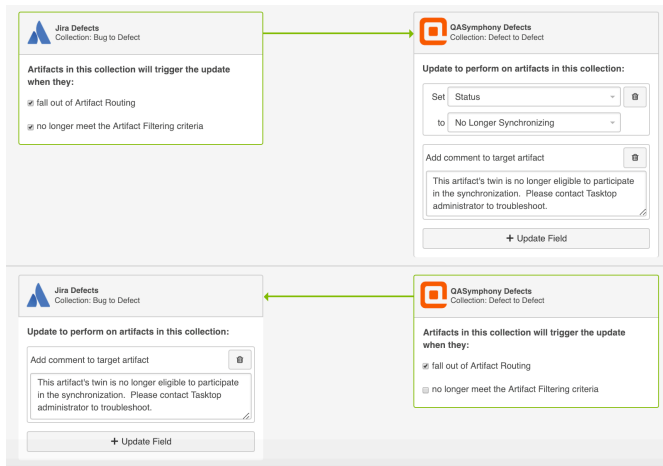 Jira Defects
Collection: Bug to Defect
Artifacts in this collection will trigger the update
when they:
fall out of Artifact Routing
no longer meet the Artifact Filtering criteria
QASymphony Defects
Collection: Defect to Defect
Update to perform on artifacts in this collection:
Set Status
to No Longer Synchronizing
Add comment to target artifact
This artifact's twin is no longer eligible to participate
in the synchronization. Please contact Tasktop
administrator to troubleshoot.
+ Update Field
Jira Defects
Collection: Bug to Defect
Update to perform on artifacts in this collection:
Add comment to target artifact
This artifact's twin is no longer eligible to participate
in the synchronization. Please contact Tasktop
administrator to troubleshoot.
+ Update Field
QASymphony Defects
Collection: Defect to Defect
Artifacts in this collection will trigger the update
when they:
fall out of Artifact Routing
no longer meet the Artifact Filtering criteria